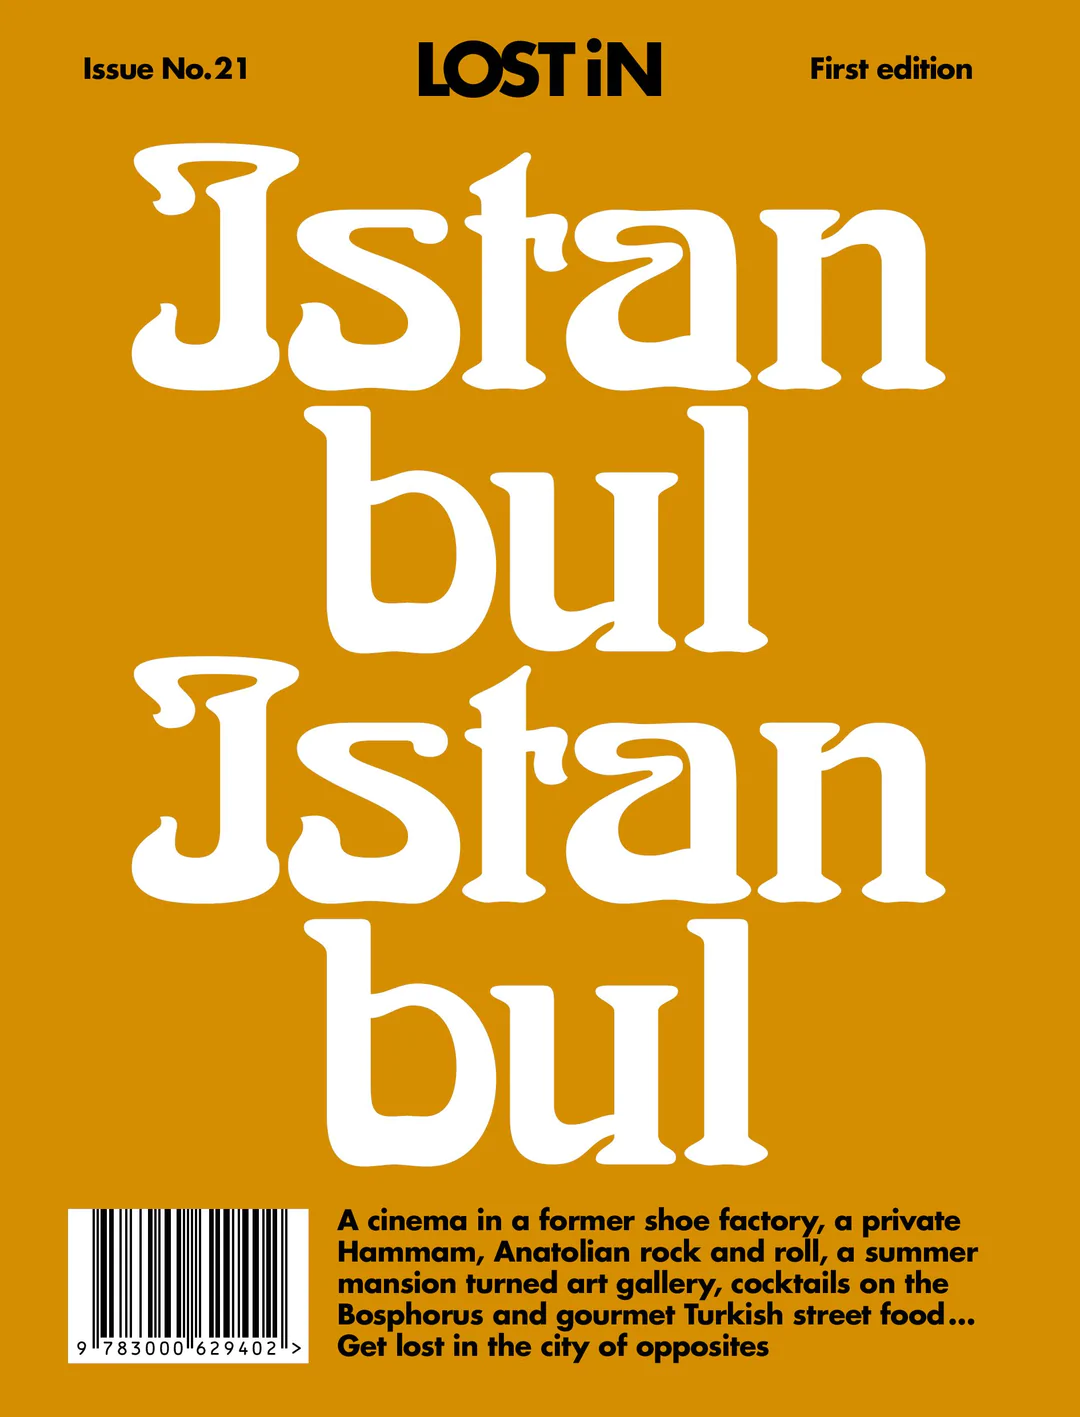 Issue No.21
LOST iN
First edition
Istan
bul
Istan
bul
A cinema in a former shoe factory, a private
Hammam, Anatolian rock and roll, a summer
mansion turned art gallery, cocktails on the
Bosphorus and gourmet Turkish street food...
Get lost in the city of opposites
9 783000 629402 >